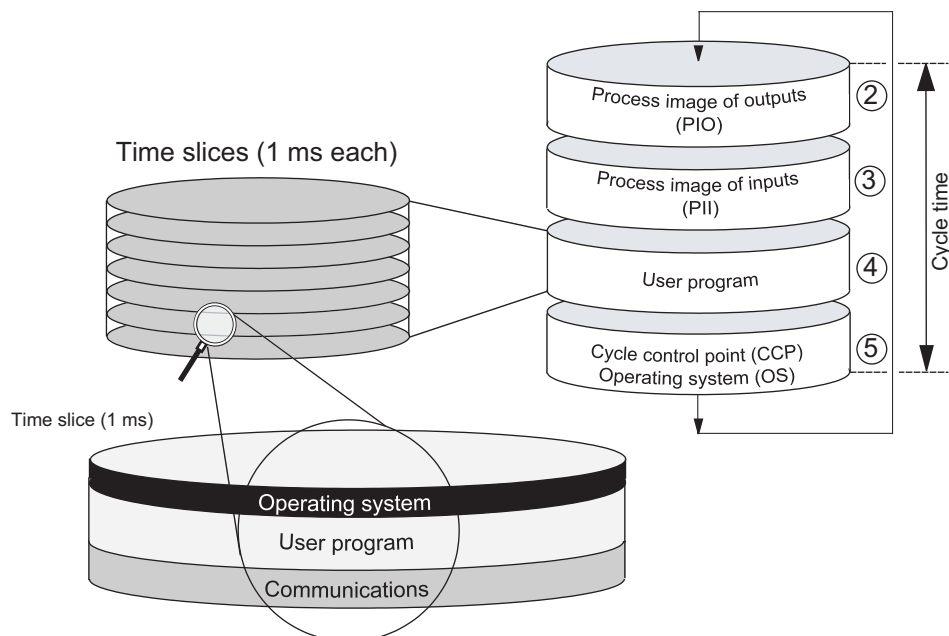 Process image of outputs
(PIO)
2
Time slices (1 ms each)
Process image of inputs
(PII)
3
Cycle time
User program
4
Cycle control point (CCP)
Operating system (OS)
5
Time slice (1 ms)
Operating system
User program
Communications